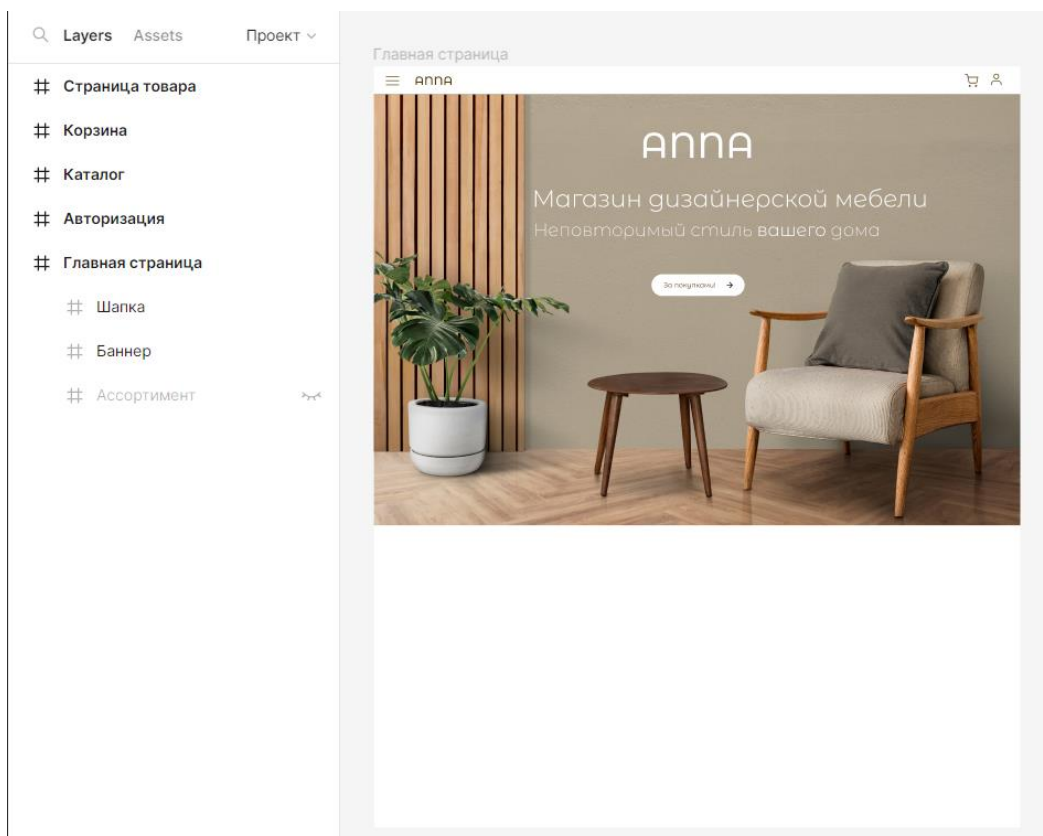 Layers Assets Проект
Страница товара
Корзина
Каталог
Авторизация
Главная страница
Шапка
Баннер
Ассортимент
Главная страница
ANNA
ANNA
Магазин дизайнерской мебели
Неповторимый стиль вашего дома
За покупками!